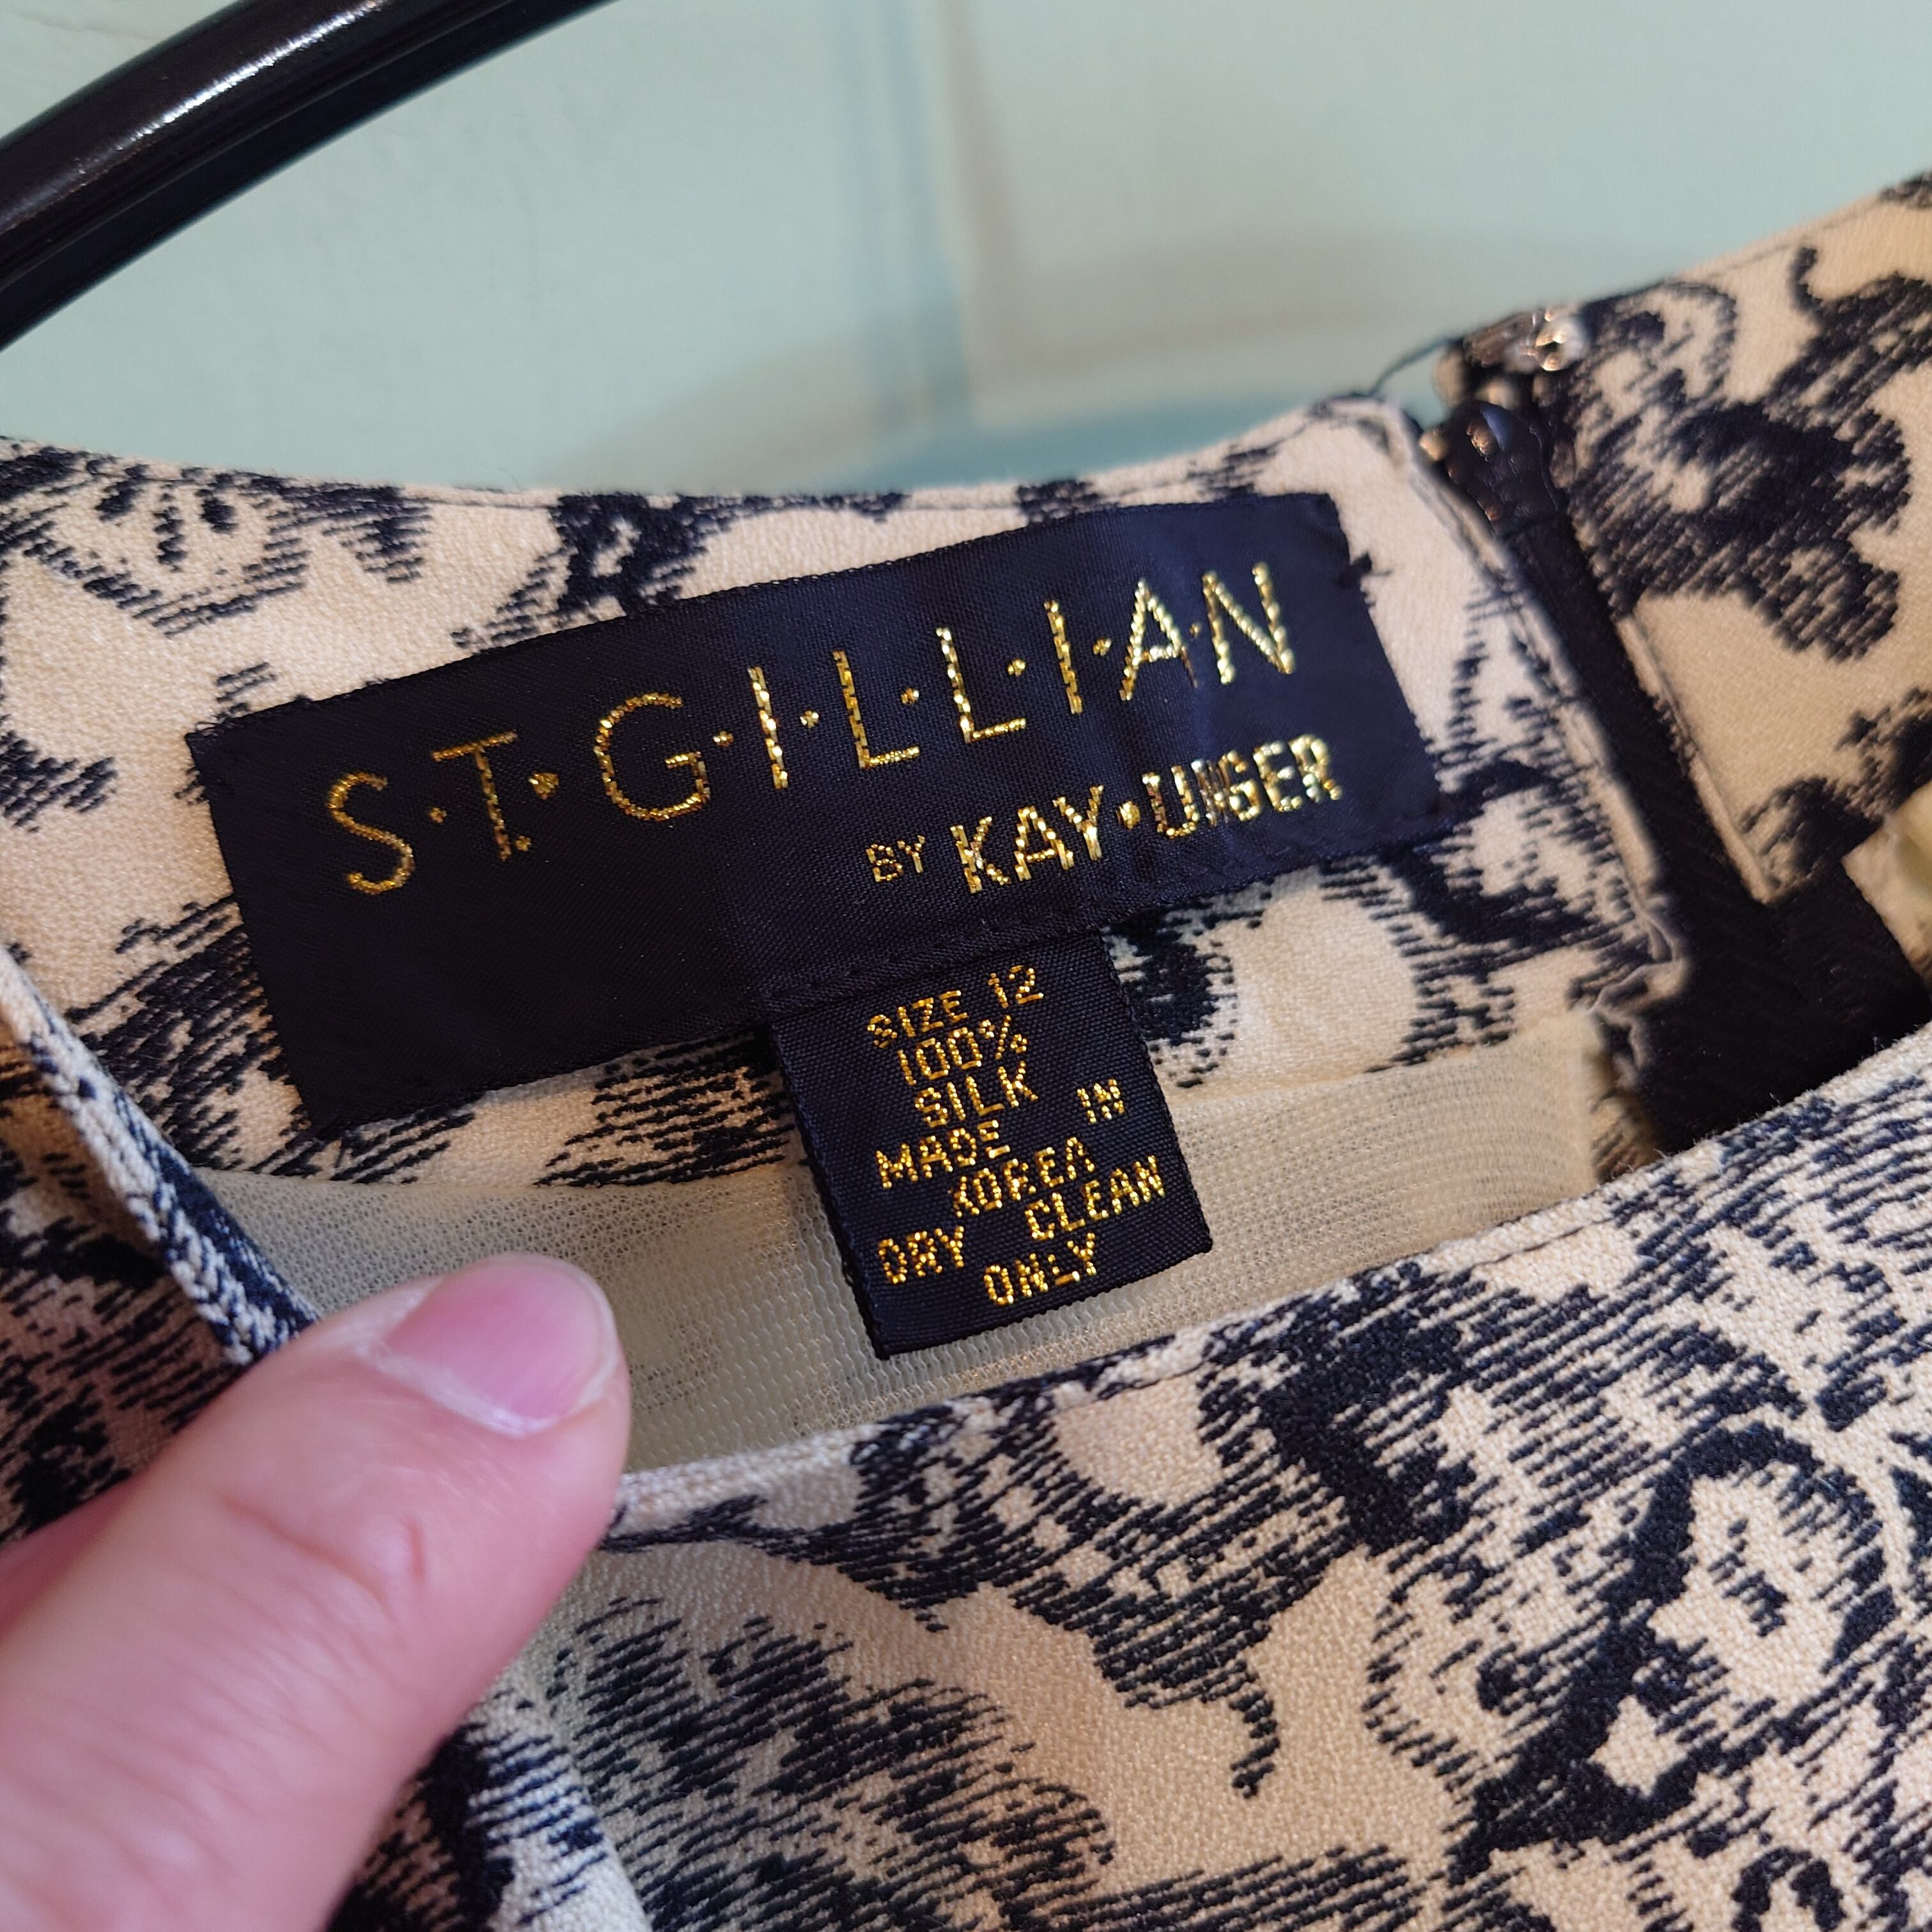 S·T·G·I·L·L·I·A·N
BY KAY·UNGER
SIZE 12
100%
SILK
MADE IN
KOREA
DRY CLEAN
ONLY